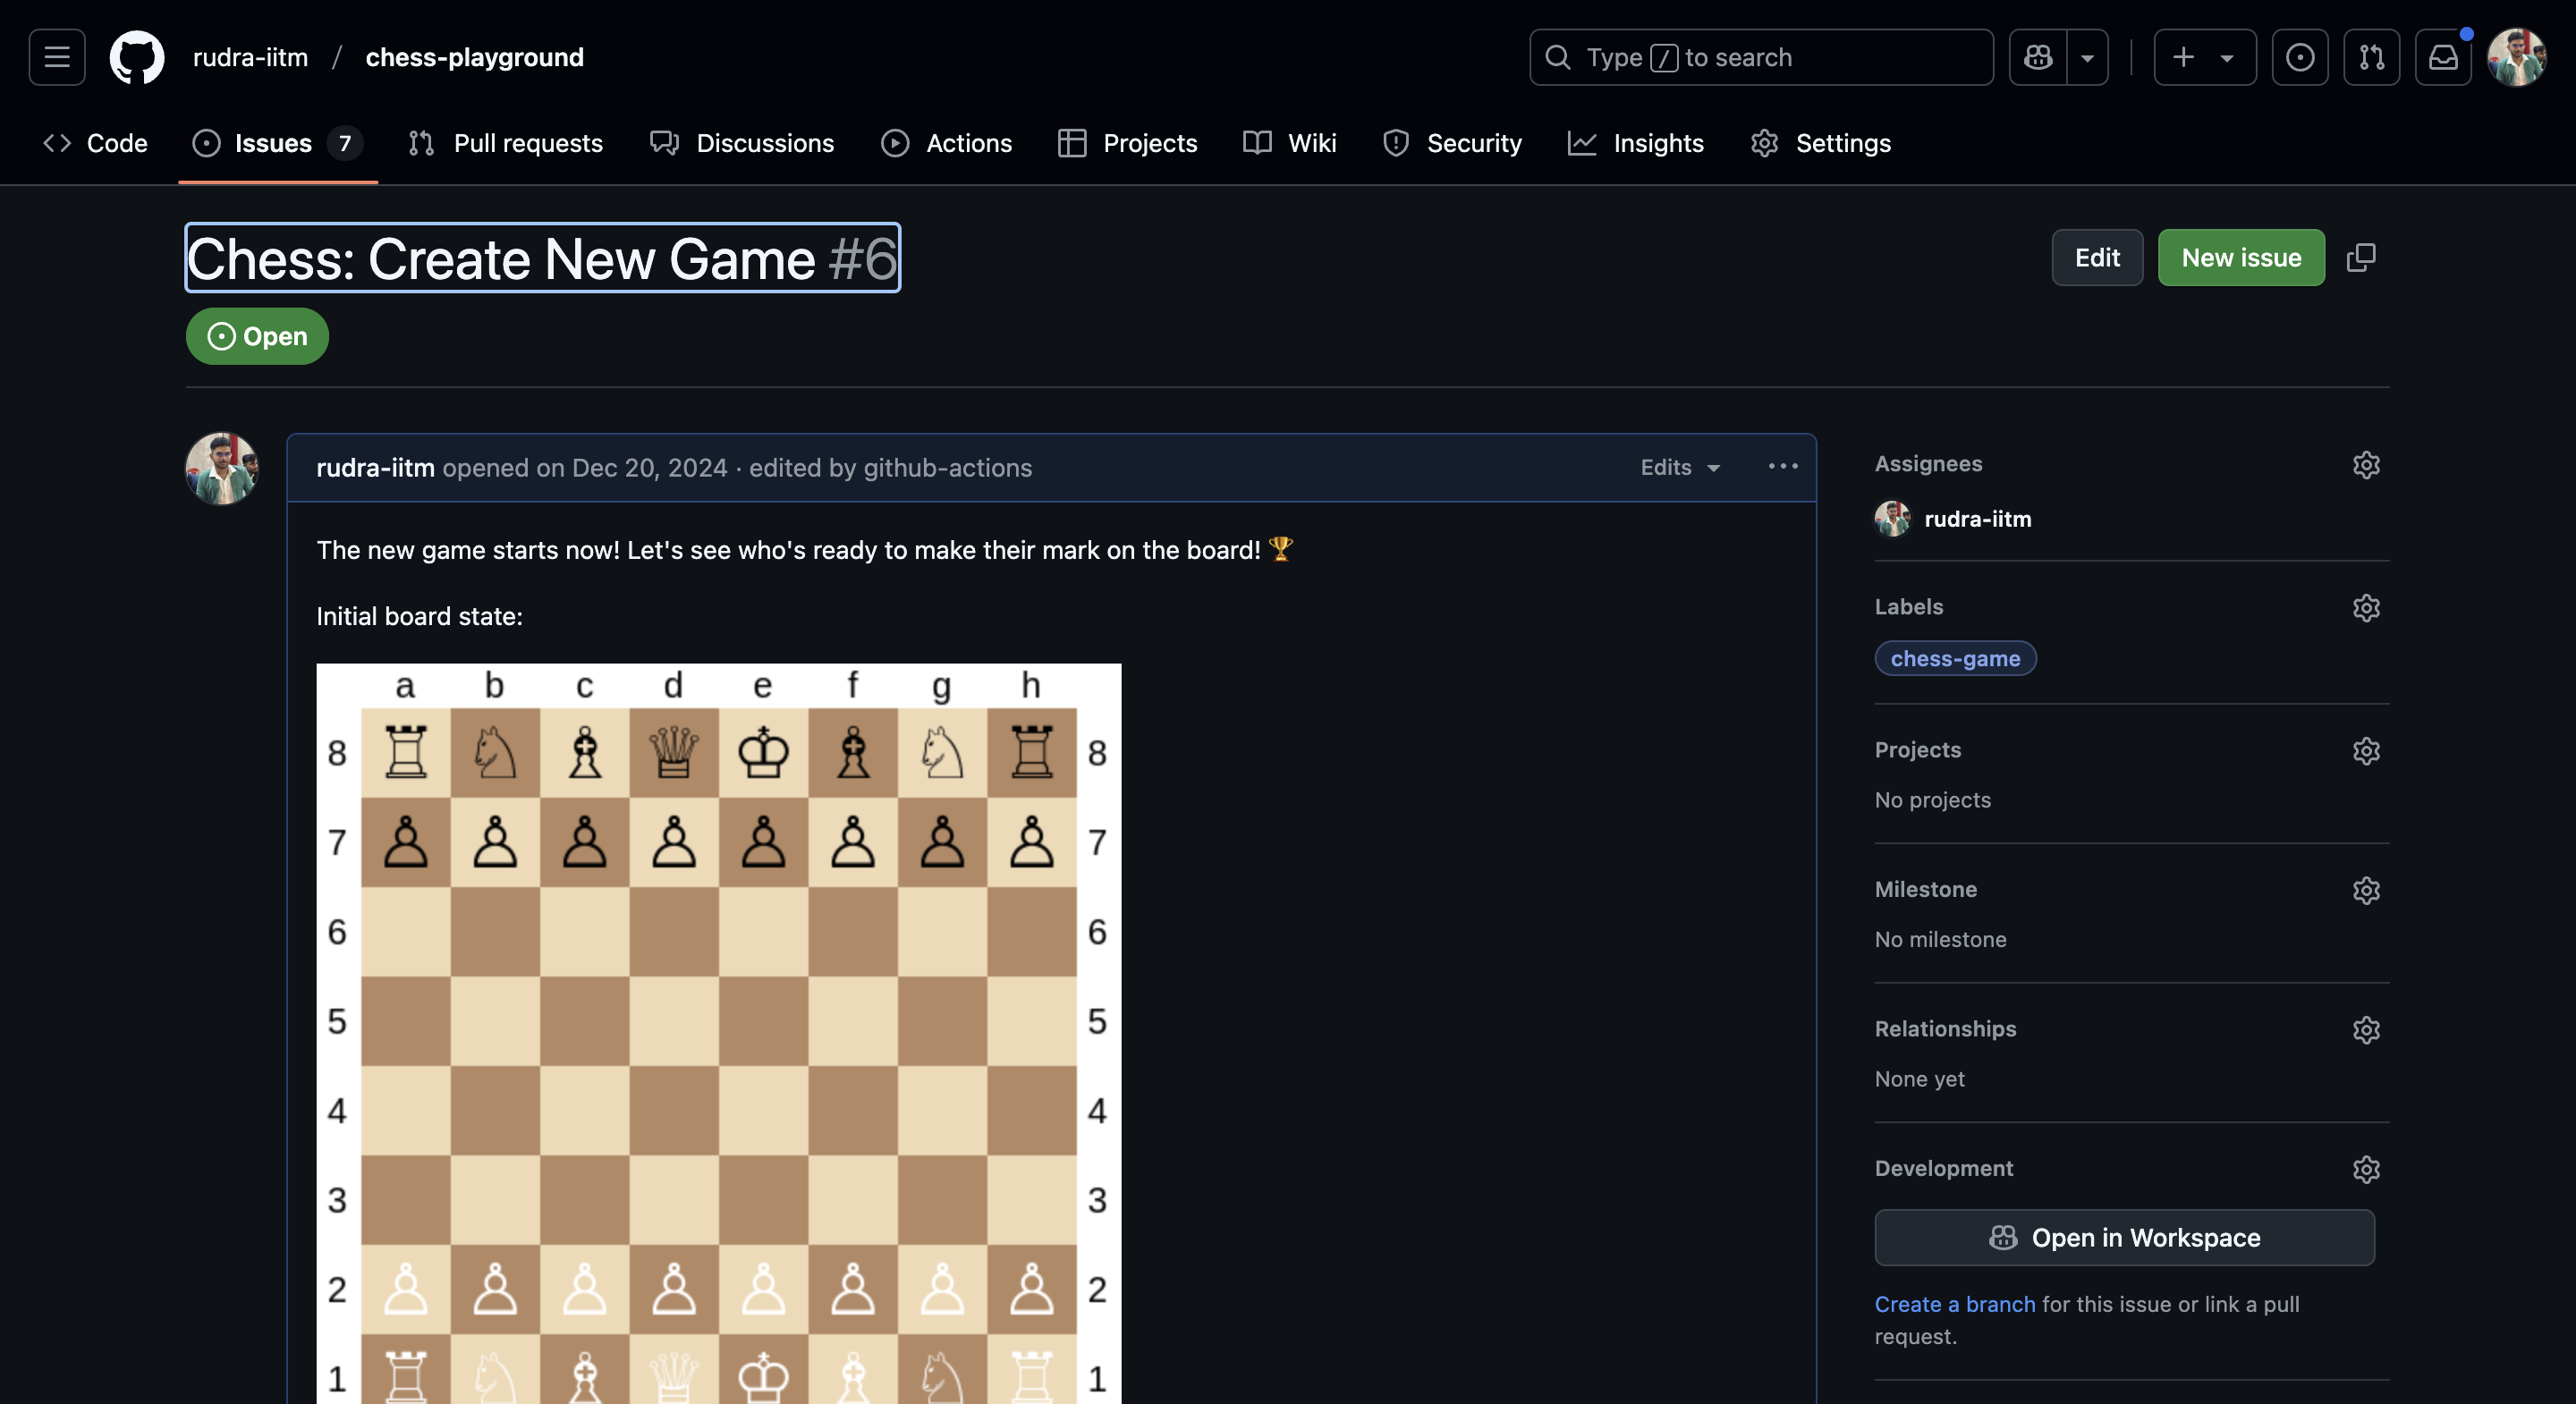 rudra-iitm / chess-playground
Type / to search
Code
Issues 7
Pull requests
Discussions
Actions
Projects
Wiki
Security
Insights
Settings
Chess: Create New Game #6
Edit
New issue
Open
rudra-iitm opened on Dec 20, 2024 · edited by github-actions
Edits
The new game starts now! Let's see who's ready to make their mark on the board! 🏆
Initial board state:
a b c d e f g h
8 8
7 7
6 6
5 5
4 4
3 3
2 2
1 1
Assignees
rudra-iitm
Labels
chess-game
Projects
No projects
Milestone
No milestone
Relationships
None yet
Development
Open in Workspace
Create a branch for this issue or link a pull
request.